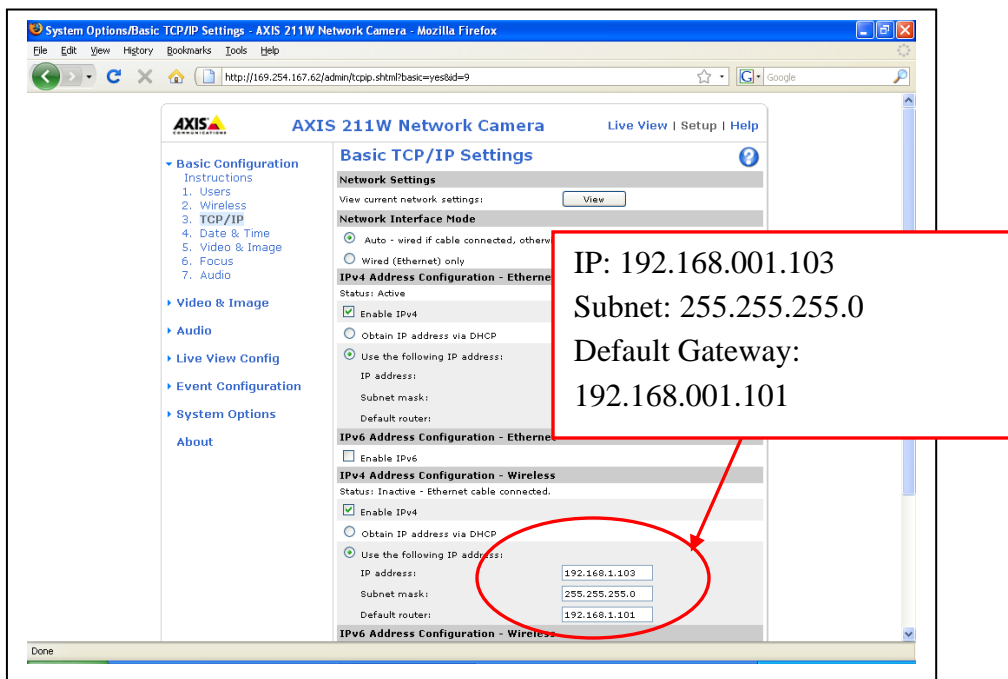 System Options/Basic TCP/IP Settings - AXIS 211W Network Camera - Mozilla Firefox
File Edit View History Bookmarks Tools Help
http://169.254.167.62/admin/tcpip.shtml?basic=yes&id=9
G Google
AXIS COMMUNICATIONS
AXIS 211W Network Camera
Live View | Setup | Help
Basic Configuration
Instructions
1. Users
2. Wireless
3. TCP/IP
4. Date & Time
5. Video & Image
6. Focus
7. Audio
Video & Image
Audio
Live View Config
Event Configuration
System Options
About
Basic TCP/IP Settings
?
Network Settings
View current network settings: View
Network Interface Mode
Auto - wired if cable connected,
Wired (Ethernet) only
IPv4 Address Configuration -
Status: Active
Enable IPv4
Obtain IP address via DHCP
Use the following IP address:
IP address:
Subnet mask:
Default router:
IP: 192.168.001.103
Subnet: 255.255.255.0
Default Gateway:
192.168.001.101
IPv6 Address Configuration - Ethernet
Enable IPv6
IPv4 Address Configuration - Wireless
Status: Inactive - Ethernet cable connected.
Enable IPv4
Obtain IP address via DHCP
Use the following IP address:
IP address: 192.168.1.103
Subnet mask: 255.255.255.0
Default router: 192.168.1.101
IPv6 Address Configuration - Wireless
Done